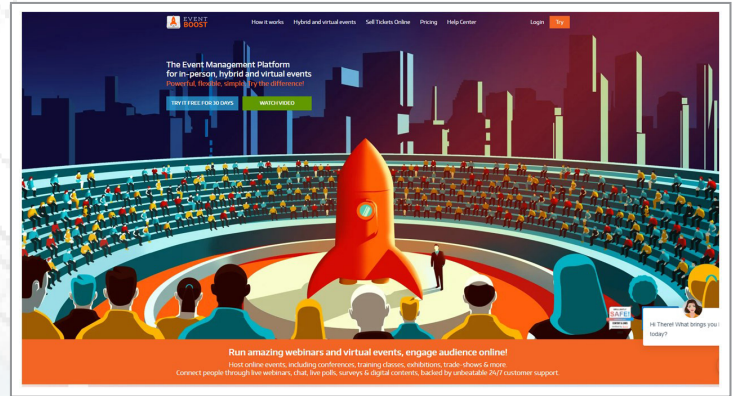 EVENT
BOOST
How it works Hybrid and virtual events Sell Tickets Online Pricing Help Center Login Try
The Event Management Platform
for in-person, hybrid and virtual events
Powerful, flexible, simple, try the difference!
TRY IT FREE FOR 30 DAYS WATCH VIDEO
SAFE!
Hi There! What brings you
today?
Run amazing webinars and virtual events, engage audience online!
Host online events, including conferences, training classes, exhibitions, trade-shows & more.
Connect people through live webinars, chat, live polls, surveys & digital contents, backed by unbeatable 24/7 customer support.